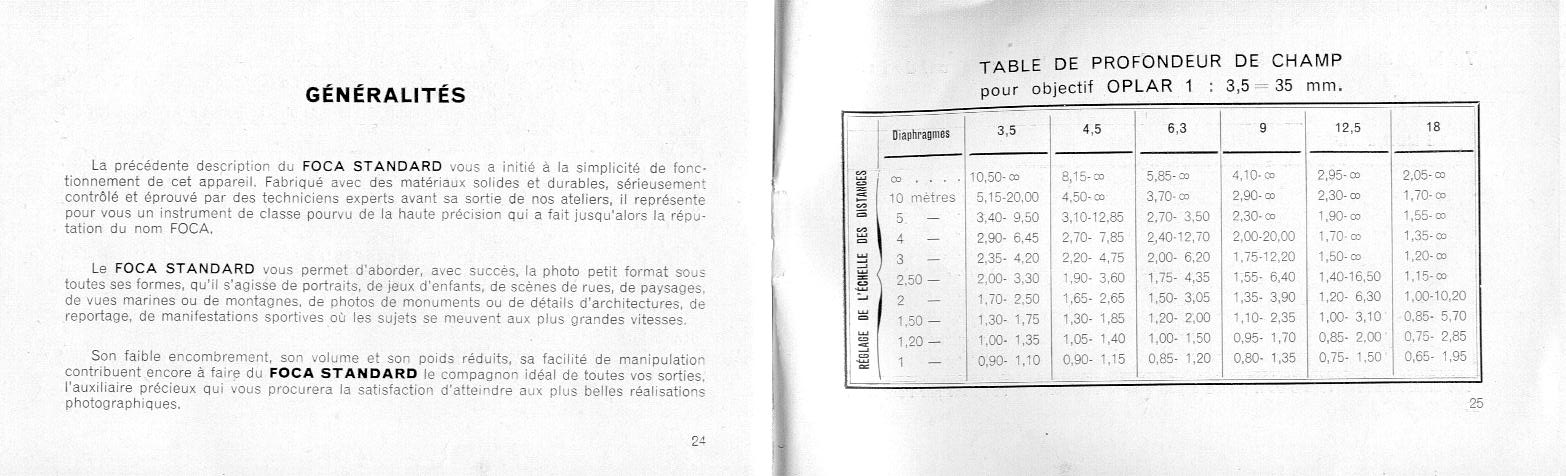 GÉNÉRALITÉS
La précédente description du FOCA STANDARD vous a initié à la simplicité de fonc-
tionnement de cet appareil. Fabriqué avec des matériaux solides et durables, sérieusement
contrôlé et éprouvé par des techniciens experts avant sa sortie de nos ateliers, il représente
pour vous un instrument de classe pourvu de la haute précision qui a fait jusqu'alors la répu-
tation du nom FOCA.
Le FOCA STANDARD vous permet d'aborder, avec succès, la photo petit format sous
toutes ses formes, qu'il s'agisse de portraits, de jeux d'enfants, de scènes de rues, de paysages,
de vues marines ou de montagnes, de photos de monuments ou de détails d'architectures, de
reportage, de manifestations sportives où les sujets se meuvent aux plus grandes vitesses.
Son faible encombrement, son volume et son poids réduits, sa facilité de manipulation
contribuent encore à faire du FOCA STANDARD le compagnon idéal de toutes vos sorties,
l'auxiliaire précieux qui vous procurera la satisfaction d'atteindre aux plus belles réalisations
photographiques.
24
TABLE DE PROFONDEUR DE CHAMP
pour objectif OPLAR 1 : 3,5 = 35 mm.
RÉGLAGE DE L'ÉCHELLE DES DISTANCES
Diaphragmes 3,5 4,5 6,3 9 12,5 18
∞ . . . . 10,50-∞ 8,15-∞ 5,85-∞ 4,10-∞ 2,95-∞ 2,05-∞
10 mètres 5,15-20,00 4,50-∞ 3,70-∞ 2,90-∞ 2,30-∞ 1,70-∞
5 — 3,40- 9,50 3,10-12,85 2,70- 3,50 2,30-∞ 1,90-∞ 1,55-∞
4 — 2,90- 6,45 2,70- 7,85 2,40-12,70 2,00-20,00 1,70-∞ 1,35-∞
3 — 2,35- 4,20 2,20- 4,75 2,00- 6,20 1,75-12,20 1,50-∞ 1,20-∞
2,50 — 2,00- 3,30 1,90- 3,60 1,75- 4,35 1,55- 6,40 1,40-16,50 1,15-∞
2 — 1,70- 2,50 1,65- 2,65 1,50- 3,05 1,35- 3,90 1,20- 6,30 1,00-10,20
1,50 — 1,30- 1,75 1,30- 1,85 1,20- 2,00 1,10- 2,35 1,00- 3,10 0,85- 5,70
1,20 — 1,00- 1,35 1,05- 1,40 1,00- 1,50 0,95- 1,70 0,85- 2,00 0,75- 2,85
1 — 0,90- 1,10 0,90- 1,15 0,85- 1,20 0,80- 1,35 0,75- 1,50 0,65- 1,95
25